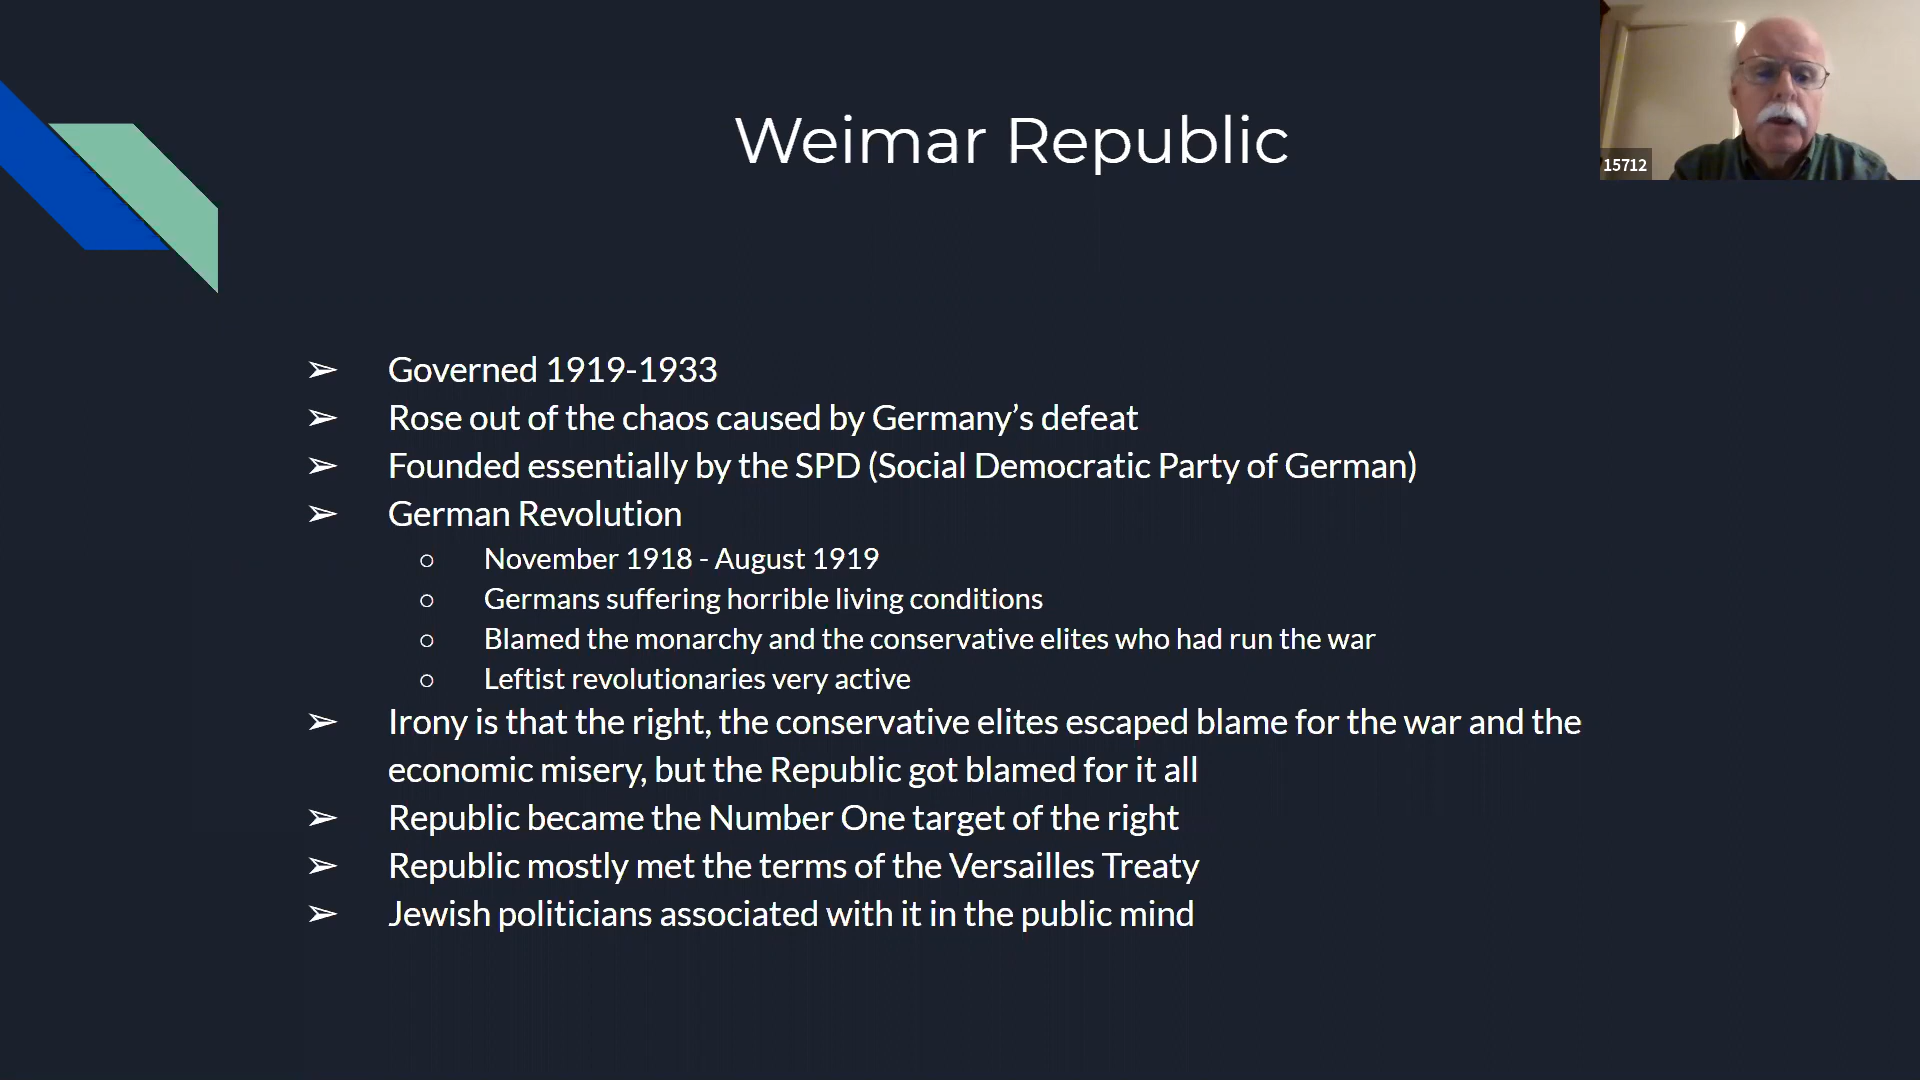 Weimar Republic
15712
➢ Governed 1919-1933
➢ Rose out of the chaos caused by Germany’s defeat
➢ Founded essentially by the SPD (Social Democratic Party of German)
➢ German Revolution
○ November 1918 - August 1919
○ Germans suffering horrible living conditions
○ Blamed the monarchy and the conservative elites who had run the war
○ Leftist revolutionaries very active
➢ Irony is that the right, the conservative elites escaped blame for the war and the
economic misery, but the Republic got blamed for it all
➢ Republic became the Number One target of the right
➢ Republic mostly met the terms of the Versailles Treaty
➢ Jewish politicians associated with it in the public mind